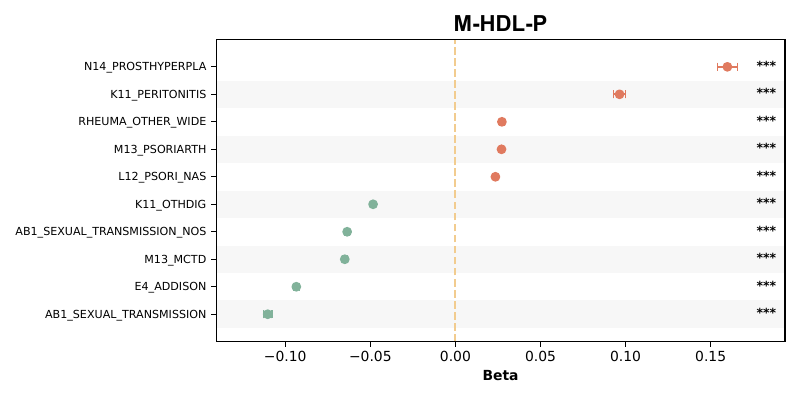 M-HDL-P
N14_PROSTHYPERPLA ***
K11_PERITONITIS ***
RHEUMA_OTHER_WIDE ***
M13_PSORIARTH ***
L12_PSORI_NAS ***
K11_OTHDIG ***
AB1_SEXUAL_TRANSMISSION_NOS ***
M13_MCTD ***
E4_ADDISON ***
AB1_SEXUAL_TRANSMISSION ***
−0.10 −0.05 0.00 0.05 0.10 0.15
Beta